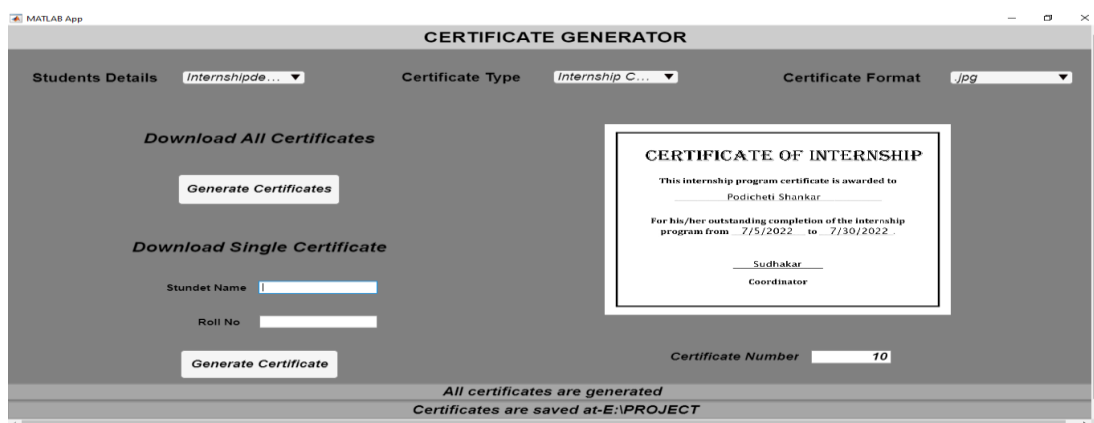 MATLAB App
CERTIFICATE GENERATOR
Students Details Internshipde... Certificate Type Internship C... Certificate Format .jpg
Download All Certificates
Generate Certificates
Download Single Certificate
Stundet Name
Roll No
Generate Certificate
CERTIFICATE OF INTERNSHIP
This internship program certificate is awarded to
Podicheti Shankar
For his/her outstanding completion of the internship
program from 7/5/2022 to 7/30/2022.
Sudhakar
Coordinator
Certificate Number 10
All certificates are generated
Certificates are saved at-E:\PROJECT